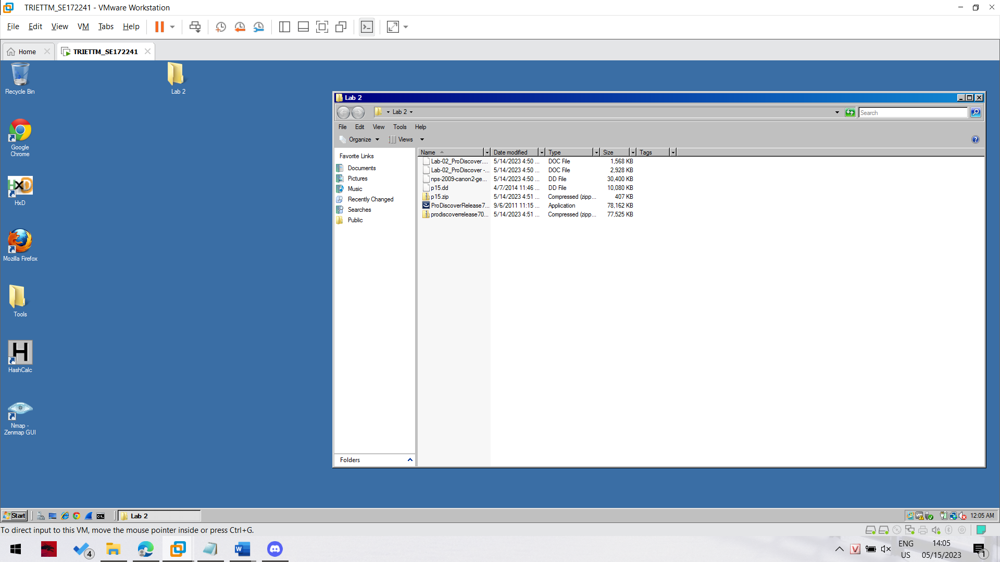 TRIETTM_SE172241 - VMware Workstation
File Edit View VM Tabs Help
Home TRIETTM_SE172241
Recycle Bin
Lab 2
Google
Chrome
HxD
Mozilla Firefox
Tools
HashCalc
Nmap -
Zenmap GUI
Lab 2
Lab 2
Search
File Edit View Tools Help
Organize Views
Favorite Links
Documents
Pictures
Music
Recently Changed
Searches
Public
Folders
Name Date modified Type Size Tags
Lab-02_ProDiscover.... 5/14/2023 4:50 ... DOC File 1,568 KB
Lab-02_ProDiscover -... 5/14/2023 4:50 ... DOC File 2,928 KB
nps-2009-canon2-ge... 5/14/2023 4:50 ... DD File 30,400 KB
p15.dd 4/7/2014 11:46 ... DD File 10,080 KB
p15.zip 5/14/2023 4:51 ... Compressed (zipp... 407 KB
ProDiscoverRelease7... 9/6/2011 11:15 ... Application 78,162 KB
prodiscoverrelease70... 5/14/2023 4:51 ... Compressed (zipp... 77,525 KB
Start Lab 2 12:05 AM
To direct input to this VM, move the mouse pointer inside or press Ctrl+G.
4
ENG
US
14:05
05/15/2023
1